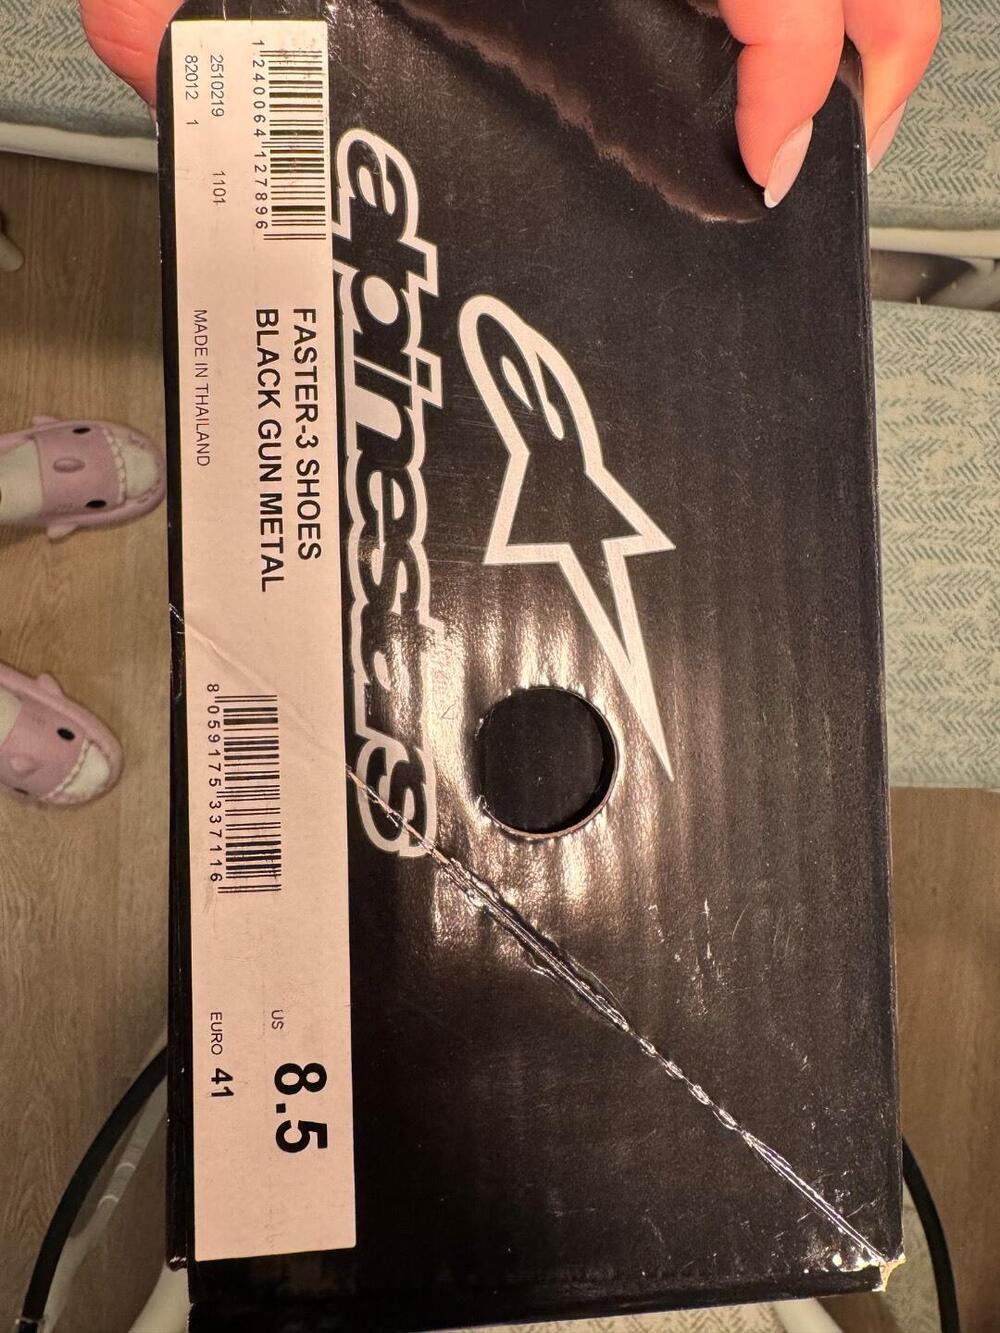 alpinestars
1 240064 127896
2510219 1101
82012 1
FASTER-3 SHOES
BLACK GUN METAL
MADE IN THAILAND
8 059175 337116
US 8.5
EURO 41